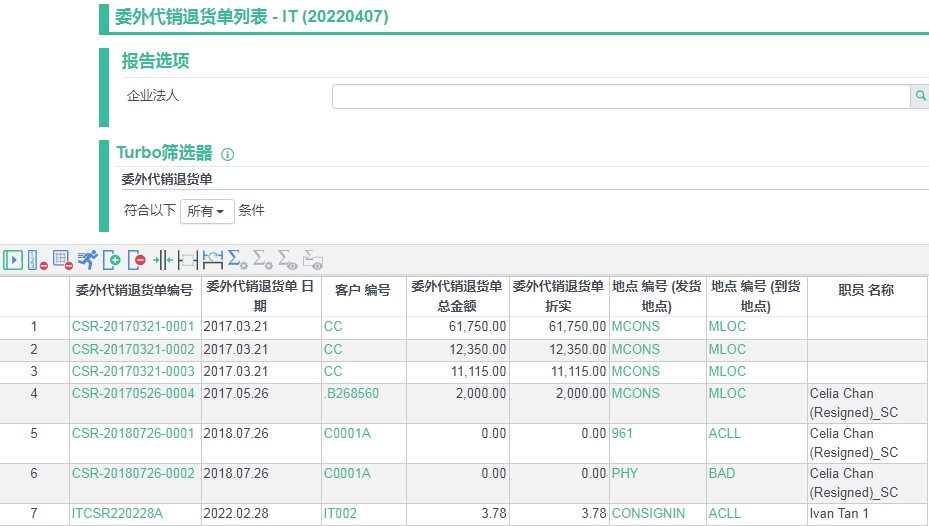 委外代销退货单列表 - IT (20220407)
报告选项
企业法人
Turbo筛选器
委外代销退货单
符合以下 所有 条件
委外代销退货单编号 委外代销退货单 日期 客户 编号 委外代销退货单总金额 委外代销退货单折实 地点 编号 (发货地点) 地点 编号 (到货地点) 职员 名称
1 CSR-20170321-0001 2017.03.21 CC 61,750.00 61,750.00 MCONS MLOC
2 CSR-20170321-0002 2017.03.21 CC 12,350.00 12,350.00 MCONS MLOC
3 CSR-20170321-0003 2017.03.21 CC 11,115.00 11,115.00 MCONS MLOC
4 CSR-20170526-0004 2017.05.26 .B268560 2,000.00 2,000.00 MCONS MLOC Celia Chan
(Resigned)_SC
5 CSR-20180726-0001 2018.07.26 C0001A 0.00 0.00 961 ACLL Celia Chan
(Resigned)_SC
6 CSR-20180726-0002 2018.07.26 C0001A 0.00 0.00 PHY BAD Celia Chan
(Resigned)_SC
7 ITCSR220228A 2022.02.28 IT002 3.78 3.78 CONSIGNIN ACLL Ivan Tan 1